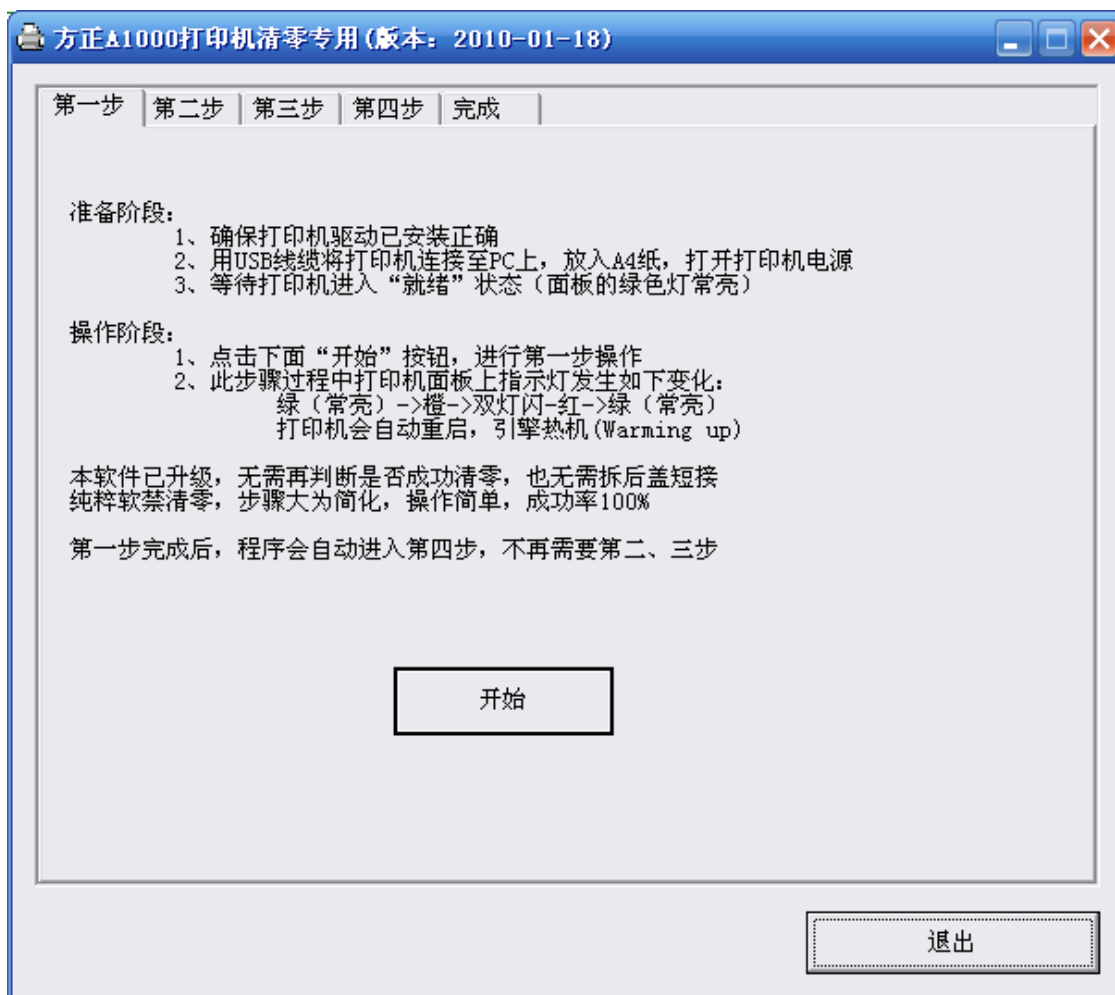 方正A1000打印机清零专用(版本：2010-01-18)
第一步 第二步 第三步 第四步 完成
准备阶段：
1、确保打印机驱动已安装正确
2、用USB线缆将打印机连接至PC上，放入A4纸，打开打印机电源
3、等待打印机进入“就绪”状态（面板的绿色灯常亮）
操作阶段：
1、点击下面“开始”按钮，进行第一步操作
2、此步骤过程中打印机面板上指示灯发生如下变化：
绿（常亮）->橙->双灯闪-红->绿（常亮）
打印机会自动重启，引擎热机(Warming up)
本软件已升级，无需再判断是否成功清零，也无需拆后盖短接
纯粹软禁清零，步骤大为简化，操作简单，成功率100%
第一步完成后，程序会自动进入第四步，不再需要第二、三步
开始
退出